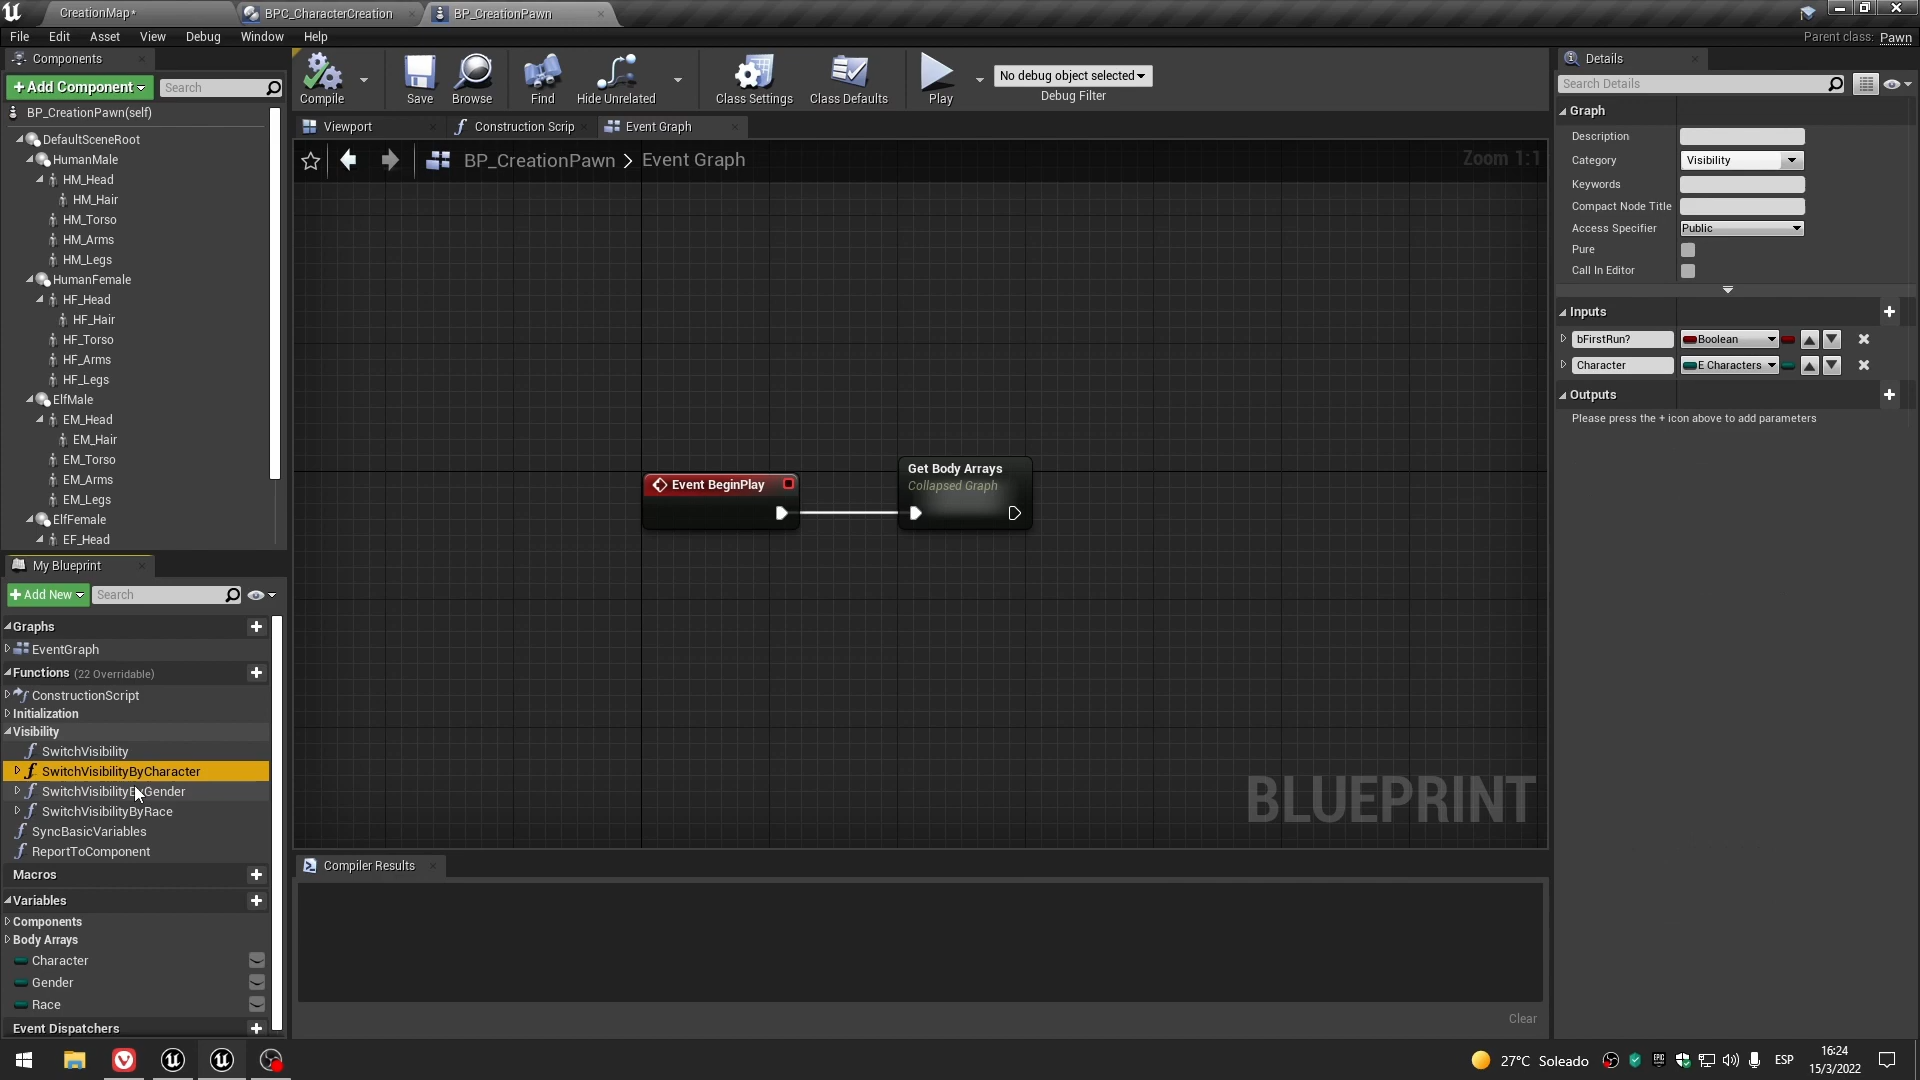 CreationMap*
BPC_CharacterCreation
BP_CreationPawn
File Edit Asset View Debug Window Help
Parent class: Pawn
Components
+Add Component
Search
BP_CreationPawn(self)
DefaultSceneRoot
HumanMale
HM_Head
HM_Hair
HM_Torso
HM_Arms
HM_Legs
HumanFemale
HF_Head
HF_Hair
HF_Torso
HF_Arms
HF_Legs
ElfMale
EM_Head
EM_Hair
EM_Torso
EM_Arms
EM_Legs
ElfFemale
EF_Head
My Blueprint
+Add New
Search
Graphs
EventGraph
Functions (22 Overridable)
ConstructionScript
Initialization
Visibility
SwitchVisibility
SwitchVisibilityByCharacter
SwitchVisibilityByGender
SwitchVisibilityByRace
SyncBasicVariables
ReportToComponent
Macros
Variables
Components
Body Arrays
Character
Gender
Race
Event Dispatchers
Compile
Save
Browse
Find
Hide Unrelated
Class Settings
Class Defaults
Play
No debug object selected
Debug Filter
Viewport
Construction Scrip
Event Graph
BP_CreationPawn > Event Graph
Zoom 1:1
Event BeginPlay
Get Body Arrays
Collapsed Graph
BLUEPRINT
Compiler Results
Clear
Details
Search Details
Graph
Description
Category Visibility
Keywords
Compact Node Title
Access Specifier Public
Pure
Call In Editor
Inputs
bFirstRun? Boolean
Character E Characters
Outputs
Please press the + icon above to add parameters
27°C Soleado
ESP
16:24
15/3/2022